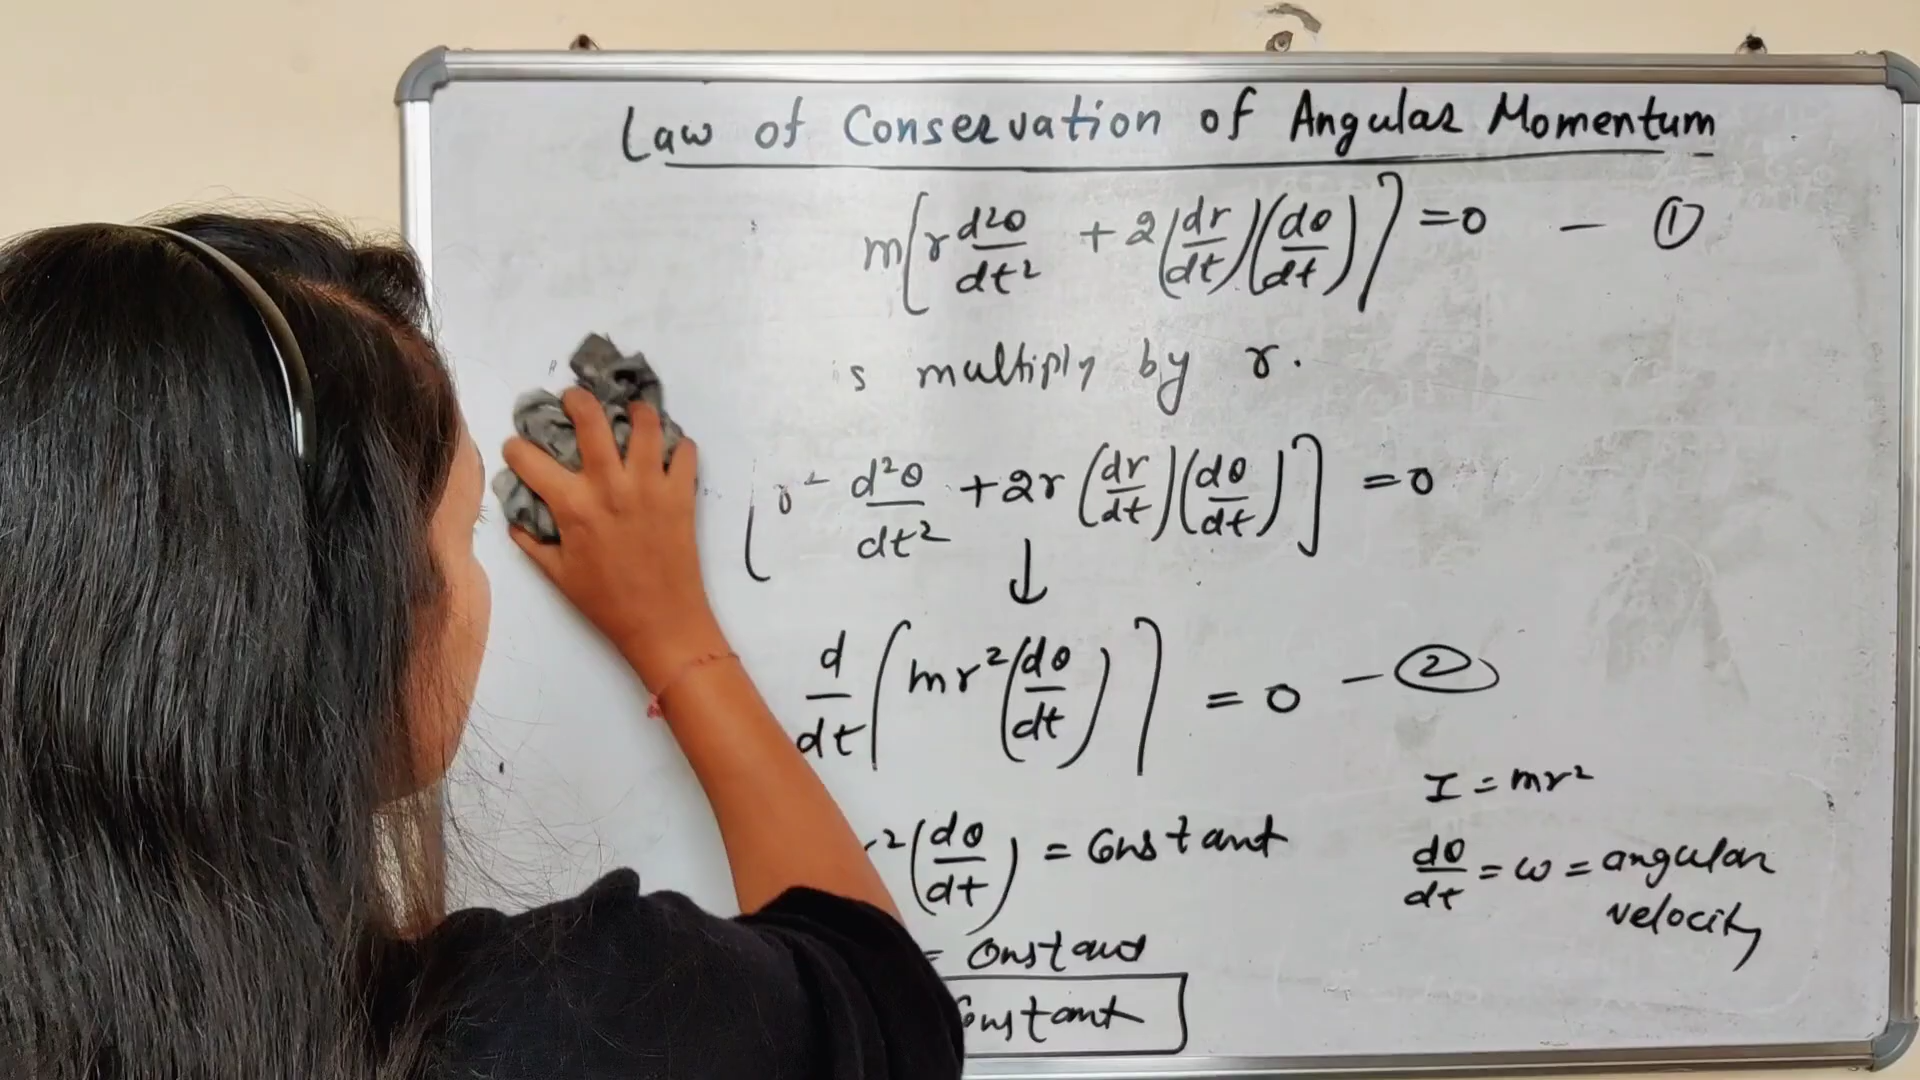 Law of Conservation of Angular Momentum
m[r d²θ/dt² + 2(dr/dt)(dθ/dt)] = 0 — ①
s multiply by r.
[ ² d²θ/dt² + 2r(dr/dt)(dθ/dt)] = 0
↓
d/dt[mr²(dθ/dt)] = 0 — ②
I = mr²
r²(dθ/dt) = Constant
dθ/dt = ω = angular
velocity
= Constant
Constant